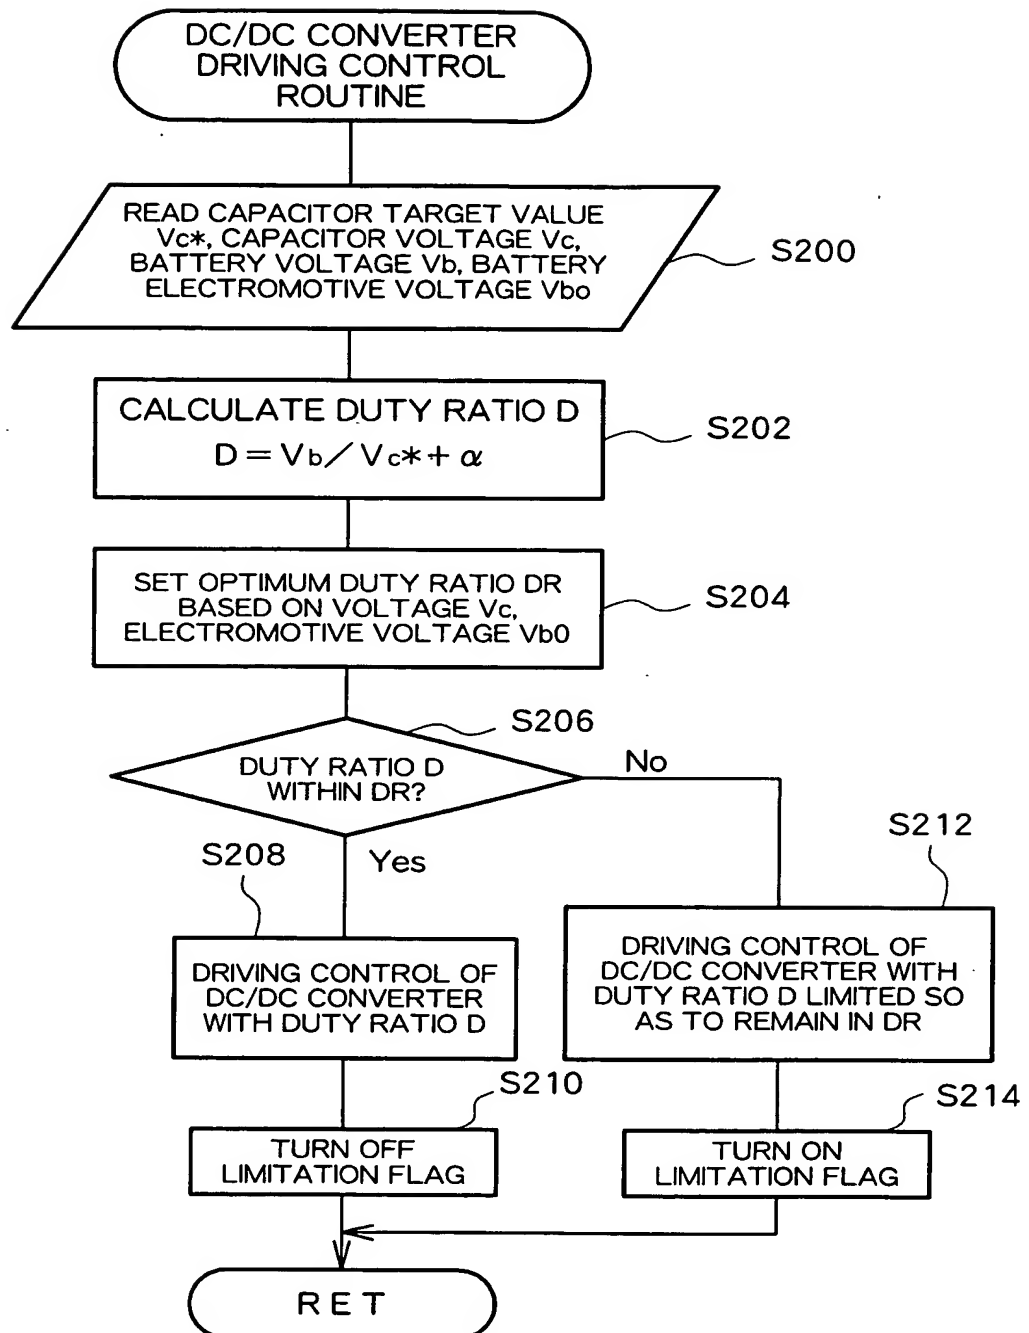 DC/DC CONVERTER
DRIVING CONTROL
ROUTINE
READ CAPACITOR TARGET VALUE
Vc*, CAPACITOR VOLTAGE Vc,
BATTERY VOLTAGE Vb, BATTERY
ELECTROMOTIVE VOLTAGE Vbo
S200
CALCULATE DUTY RATIO D
D = Vb / Vc* + α
S202
SET OPTIMUM DUTY RATIO DR
BASED ON VOLTAGE Vc,
ELECTROMOTIVE VOLTAGE Vb0
S204
S206
DUTY RATIO D
WITHIN DR?
No
Yes
S208
S212
DRIVING CONTROL OF
DC/DC CONVERTER
WITH DUTY RATIO D
DRIVING CONTROL OF
DC/DC CONVERTER WITH
DUTY RATIO D LIMITED SO
AS TO REMAIN IN DR
S210
S214
TURN OFF
LIMITATION FLAG
TURN ON
LIMITATION FLAG
RET